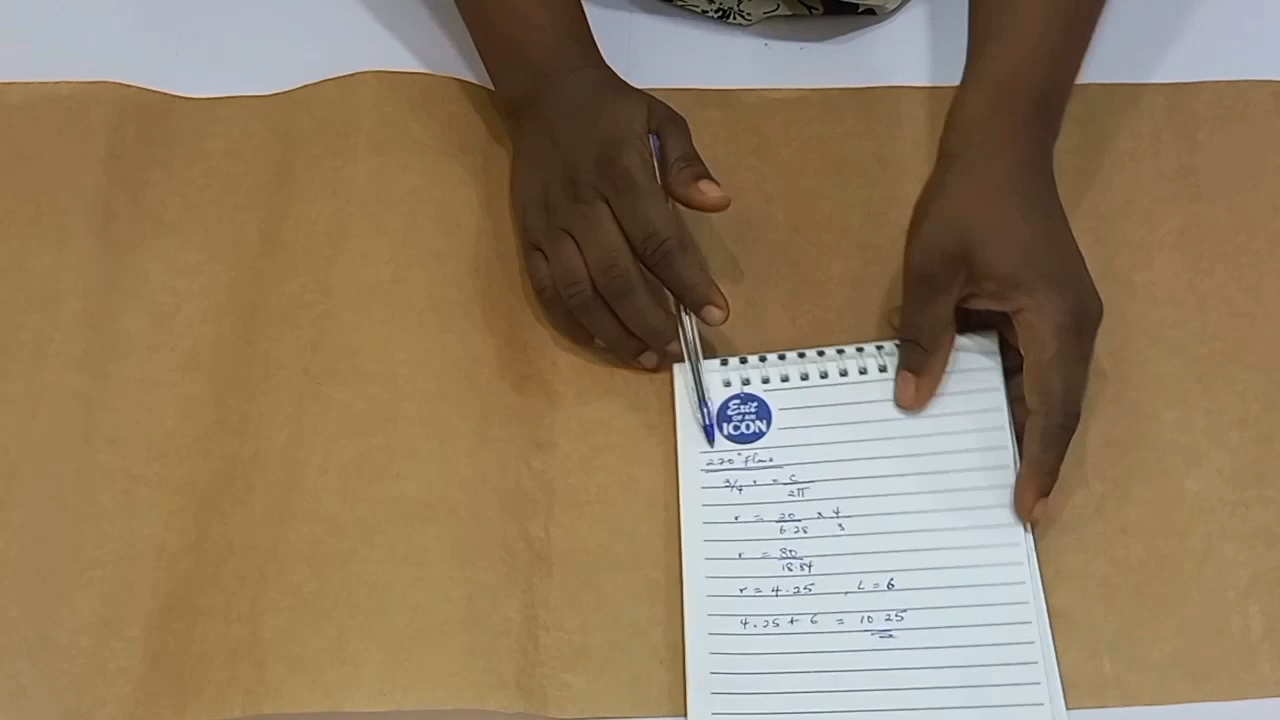 Exit
OF AN
ICON
270° flare
3/4 r = C/2π
r = 20/6.28 x 4/3
r = 80/18.84
r = 4.25 , L = 6
4.25 + 6 = 10.25